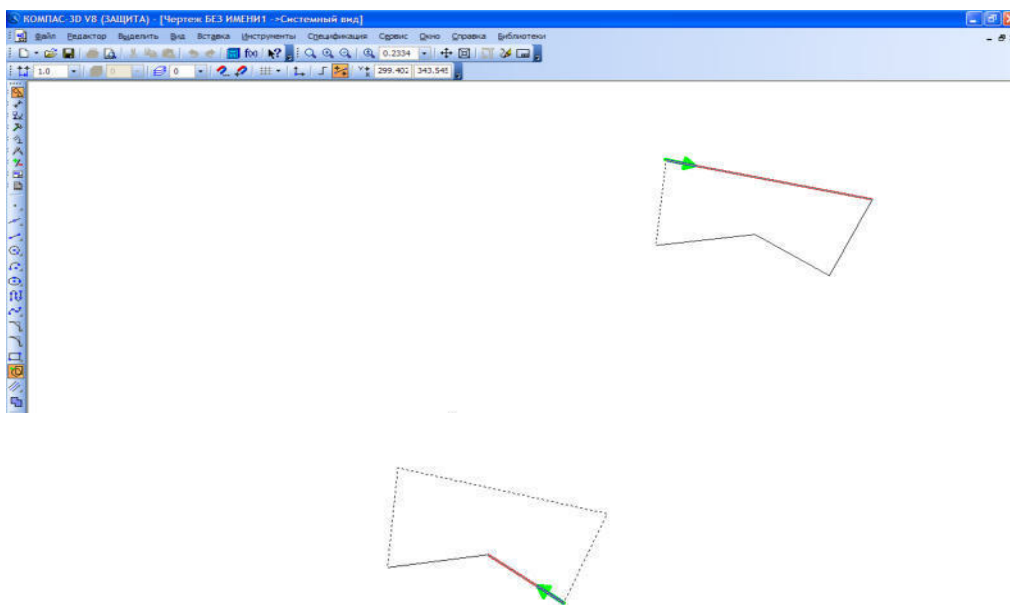 КОМПАС-3D V8 (ЗАЩИТА) - [Чертеж БЕЗ ИМЕНИ1 ->Системный вид]
Файл Редактор Выделить Вид Вставка Инструменты Спецификация Сервис Окно Справка Библиотеки
f(x) 0.2334
1.0 0 0 299.402 343.545